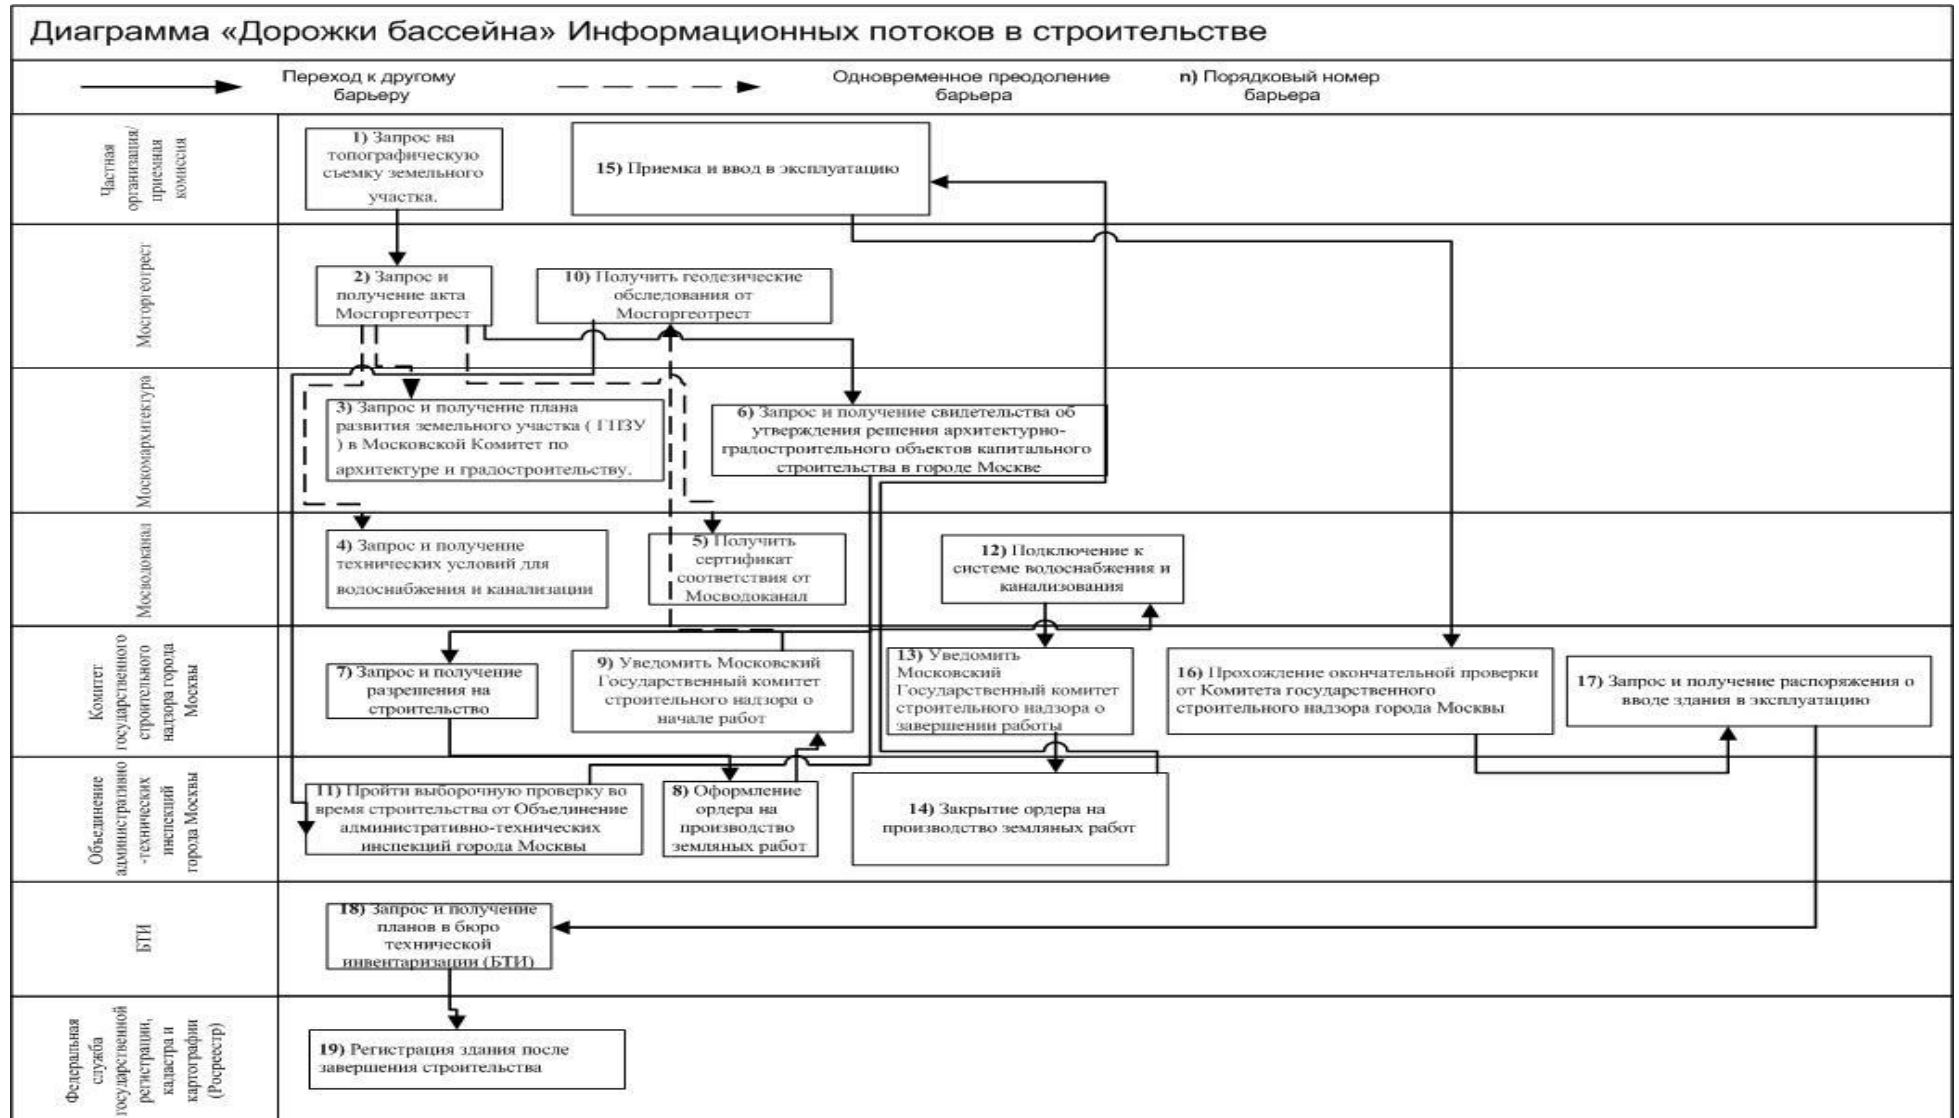 Диаграмма «Дорожки бассейна» Информационных потоков в строительстве
Переход к другому
барьеру
Одновременное преодоление
барьера
n) Порядковый номер
барьера
Частная
организация/
приемная
комиссия
1) Запрос на
топографическую
съемку земельного
участка.
15) Приемка и ввод в эксплуатацию
Мосгоргеотрест
2) Запрос и
получение акта
Мосгоргеотрест
10) Получить геодезические
обследования от
Мосгоргеотрест
Москомархитектура
3) Запрос и получение плана
развития земельного участка ( ГПЗУ
) в Московской Комитет по
архитектуре и градостроительству.
6) Запрос и получение свидетельства об
утверждения решения архитектурно-
градостроительного объектов капитального
строительства в городе Москве
Мосводоканал
4) Запрос и получение
технических условий для
водоснабжения и канализации
5) Получить
сертификат
соответствия от
Мосводоканал
12) Подключение к
системе водоснабжения и
канализования
Комитет
государственного
строительного
надзора города
Москвы
7) Запрос и получение
разрешения на
строительство
9) Уведомить Московский
Государственный комитет
строительного надзора о
начале работ
13) Уведомить
Московский
Государственный комитет
строительного надзора о
завершении работы
16) Прохождение окончательной проверки
от Комитета государственного
строительного надзора города Москвы
17) Запрос и получение распоряжения о
вводе здания в эксплуатацию
Объединение
административно
-технических
инспекций
города Москвы
11) Пройти выборочную проверку во
время строительства от Объединение
административно-технических
инспекций города Москвы
8) Оформление
ордера на
производство
земляных работ
14) Закрытие ордера на
производство земляных работ
БТИ
18) Запрос и получение
планов в бюро
технической
инвентаризации (БТИ)
Федеральная
служба
государственной
регистрации,
кадастра и
картографии
(Росреестр)
19) Регистрация здания после
завершения строительства